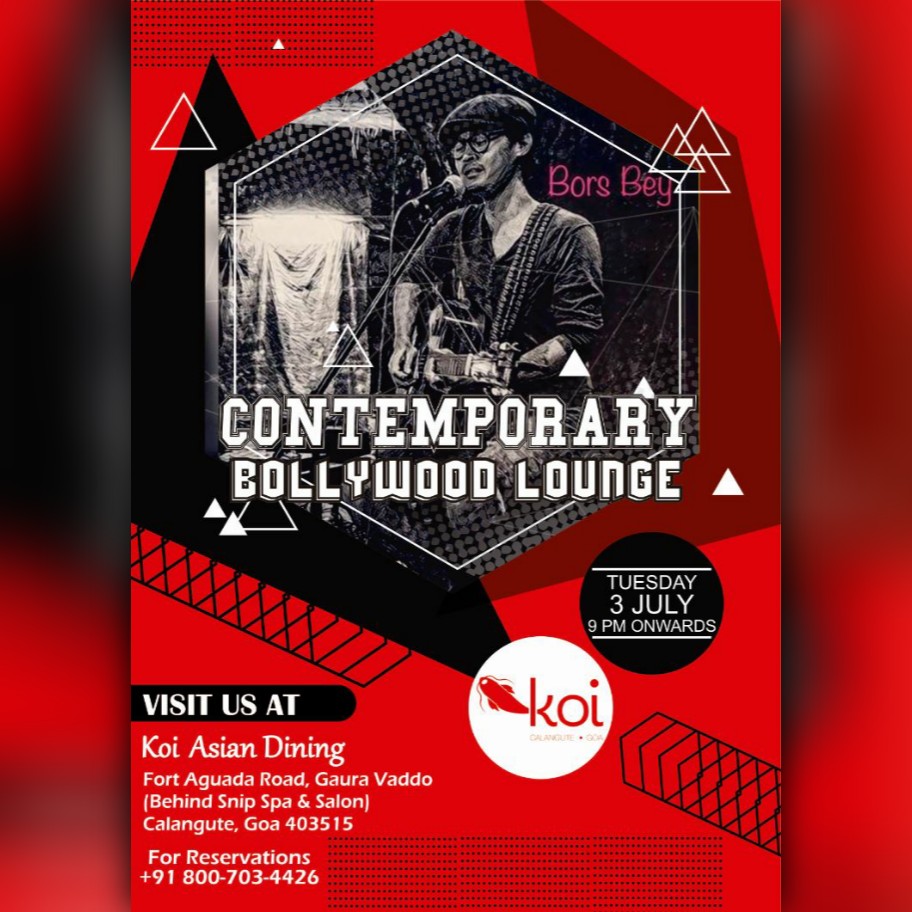 Bors Bey
CONTEMPORARY
BOLLYWOOD LOUNGE
TUESDAY
3 JULY
9 PM ONWARDS
koi
CALANGUTE • GOA
VISIT US AT
Koi Asian Dining
Fort Aguada Road, Gaura Vaddo
(Behind Snip Spa & Salon)
Calangute, Goa 403515
For Reservations
+91 800-703-4426